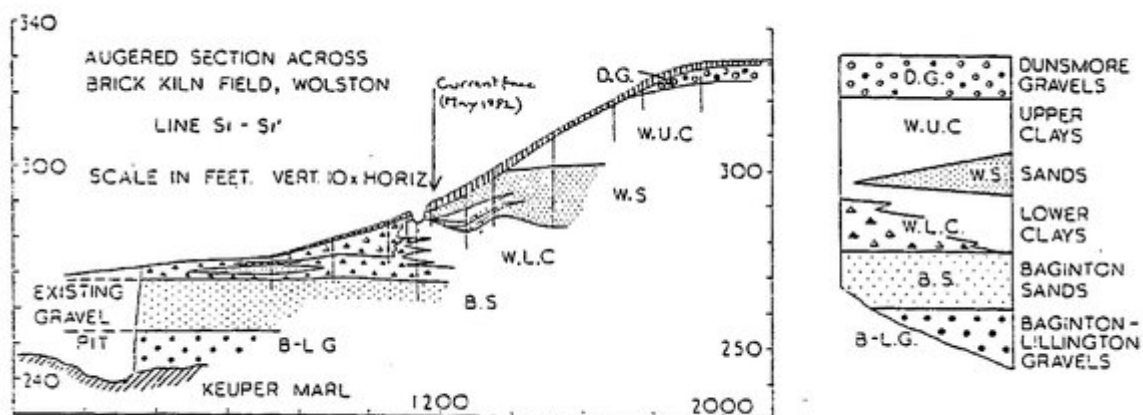 340
AUGERED SECTION ACROSS
BRICK KILN FIELD, WOLSTON
LINE S1 - S1'
SCALE IN FEET. VERT. 10 x HORIZ
Current face
(May 1982)
D.G.
W.U.C
300
300
W.S
W.L.C
B.S
EXISTING
GRAVEL
PIT
B-L G
KEUPER MARL
240
250
1200
2000
D.G.
DUNSMORE
GRAVELS
W.U.C
UPPER
CLAYS
W.S
SANDS
W.L.C.
LOWER
CLAYS
B.S.
BAGINTON
SANDS
B-L.G.
BAGINTON-
LILLINGTON
GRAVELS